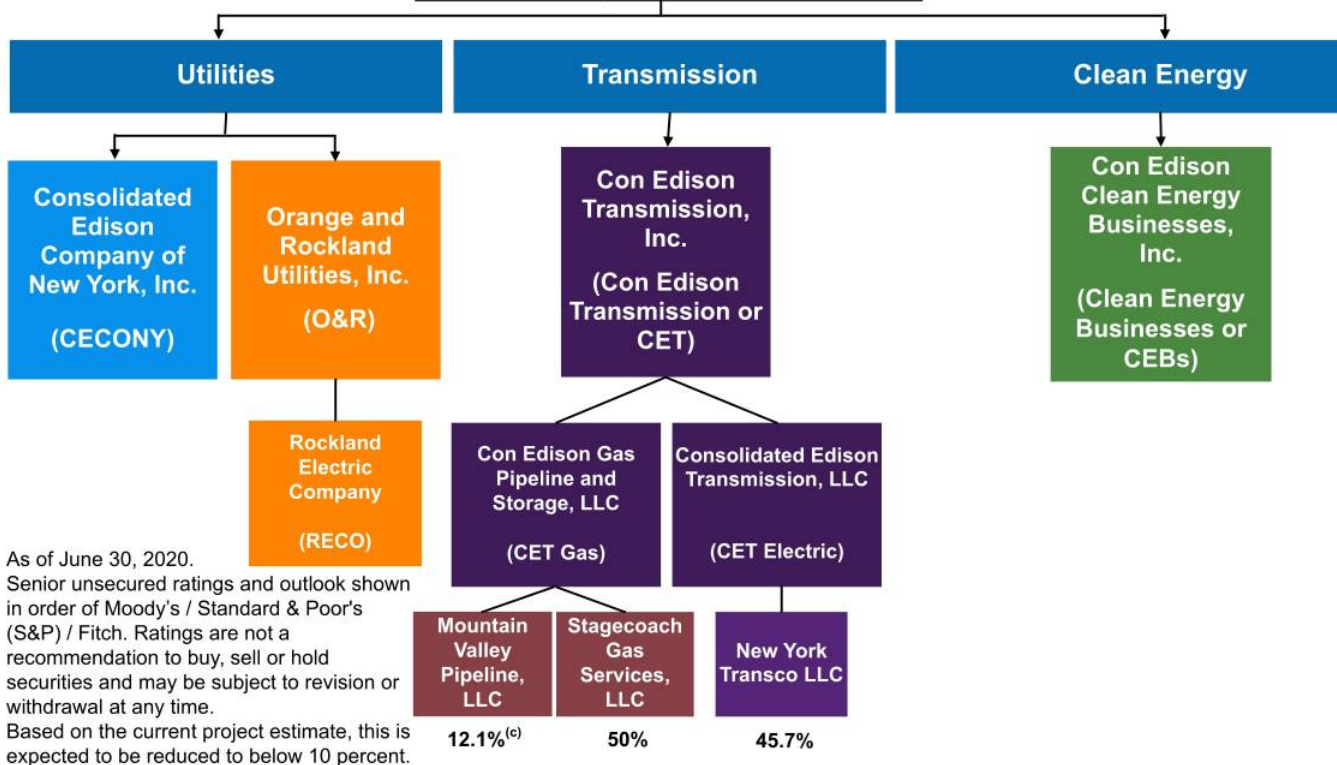 Utilities
Transmission
Clean Energy
Consolidated
Edison
Company of
New York, Inc.
(CECONY)
Orange and
Rockland
Utilities, Inc.
(O&R)
Con Edison
Transmission,
Inc.
(Con Edison
Transmission or
CET)
Con Edison
Clean Energy
Businesses,
Inc.
(Clean Energy
Businesses or
CEBs)
Rockland
Electric
Company
(RECO)
Con Edison Gas
Pipeline and
Storage, LLC
(CET Gas)
Consolidated Edison
Transmission, LLC
(CET Electric)
Mountain
Valley
Pipeline,
LLC
12.1%(c)
Stagecoach
Gas
Services,
LLC
50%
New York
Transco LLC
45.7%
As of June 30, 2020.
Senior unsecured ratings and outlook shown
in order of Moody's / Standard & Poor's
(S&P) / Fitch. Ratings are not a
recommendation to buy, sell or hold
securities and may be subject to revision or
withdrawal at any time.
Based on the current project estimate, this is
expected to be reduced to below 10 percent.